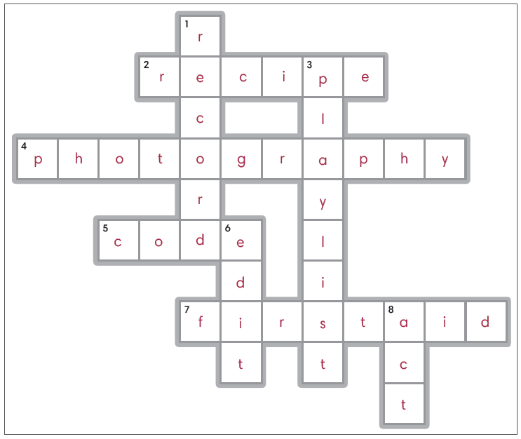 1 r
2 r e c i 3 p e
c l
4 p h o t o g r a p h y
r y
5 c o d 6 e l
d i
7 f i r s t 8 a i d
t t c
t